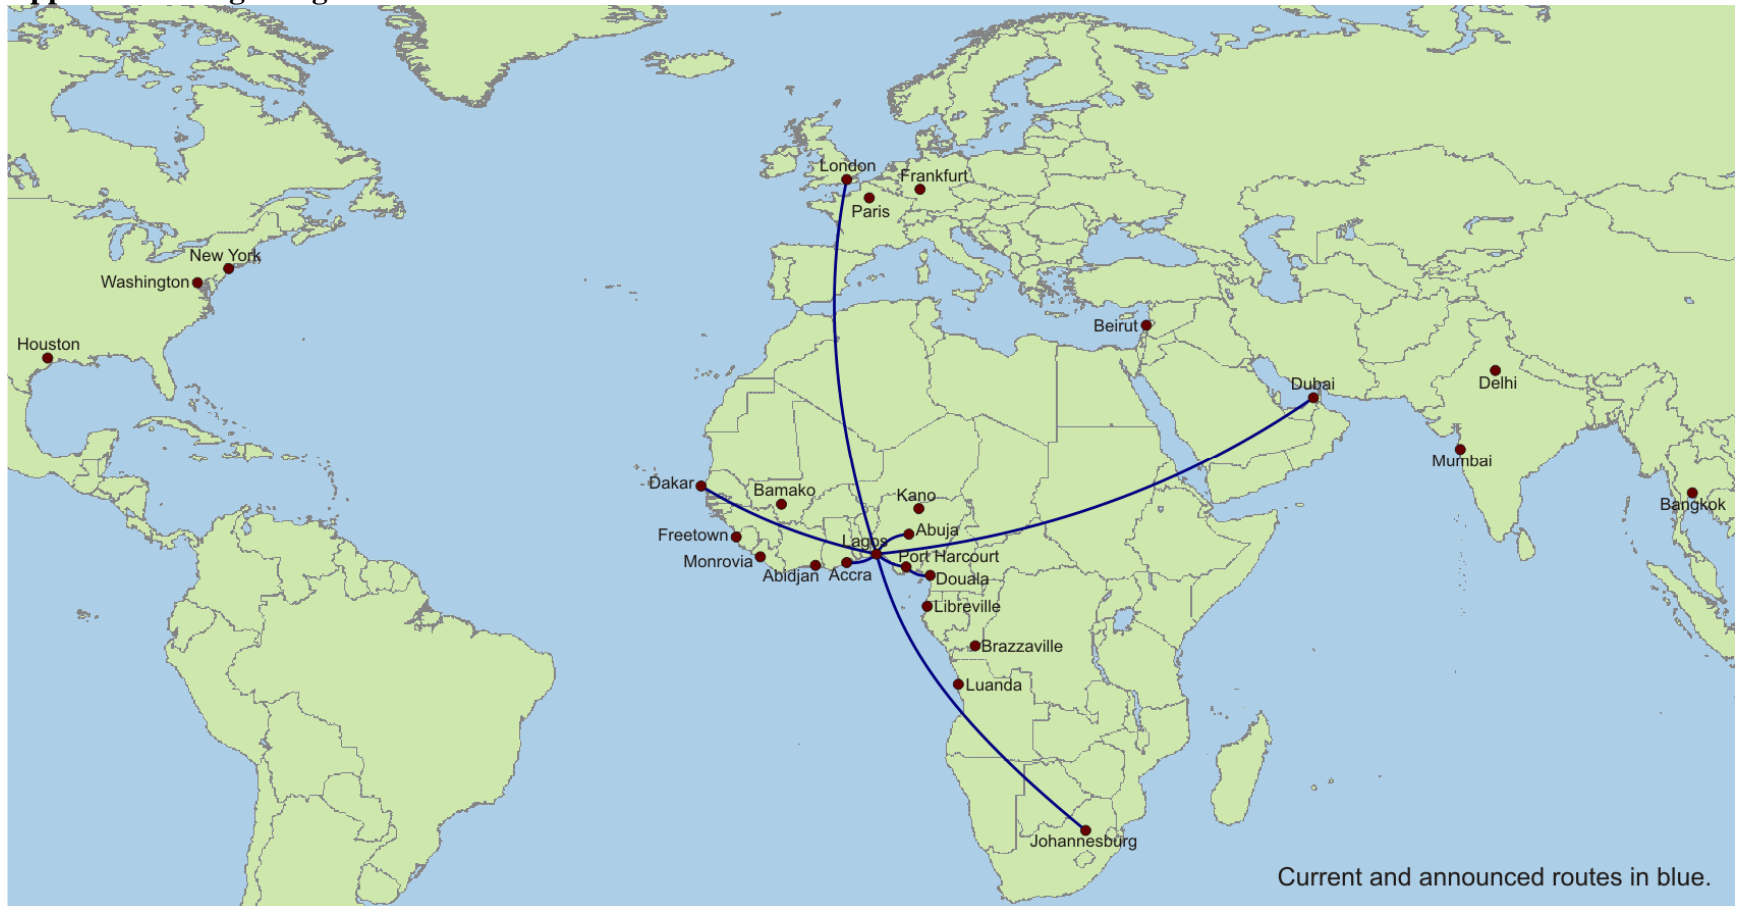 London
Frankfurt
Paris
New York
Washington
Houston
Beirut
Dubai
Delhi
Mumbai
Bangkok
Dakar
Bamako
Kano
Freetown
Lagos
Abuja
Monrovia
Abidjan
Accra
Port Harcourt
Douala
Libreville
Brazzaville
Luanda
Johannesburg
Current and announced routes in blue.